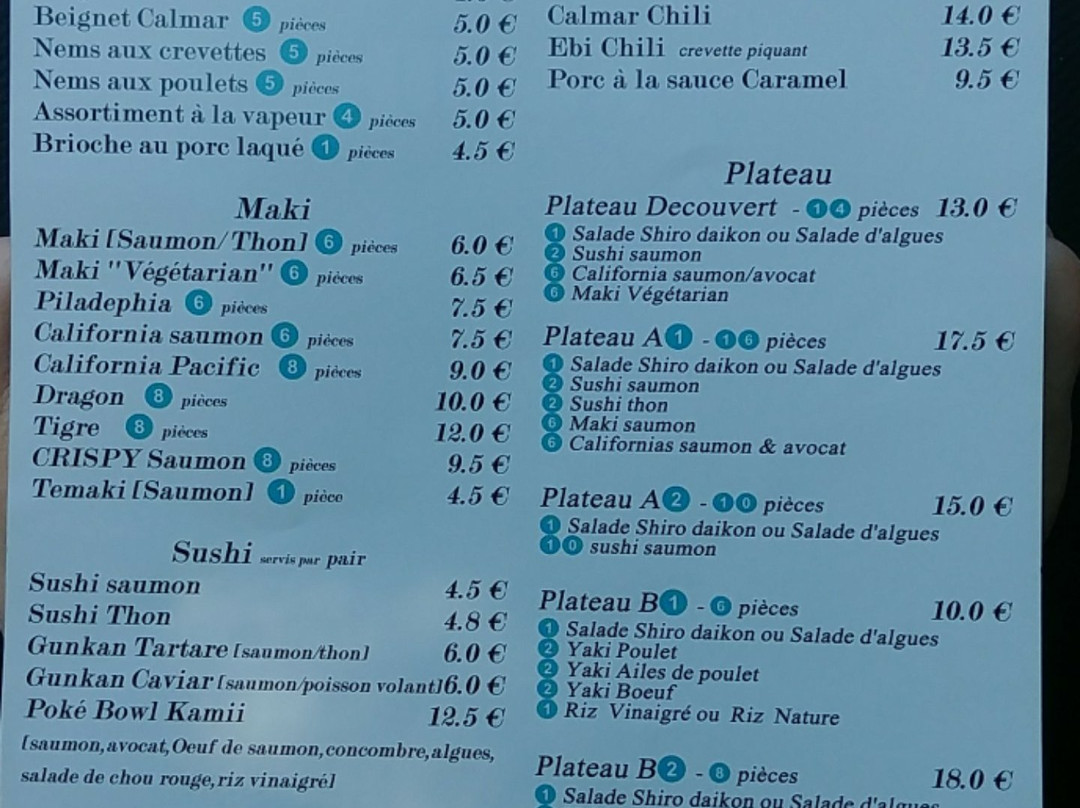 Beignet Calmar 5 pièces 5.0 €
Nems aux crevettes 5 pièces 5.0 €
Nems aux poulets 5 pièces 5.0 €
Assortiment à la vapeur 4 pièces 5.0 €
Brioche au porc laqué 1 pièces 4.5 €
Maki
Maki [Saumon/Thon] 6 pièces 6.0 €
Maki "Végétarian" 6 pièces 6.5 €
Piladephia 6 pièces 7.5 €
California saumon 6 pièces 7.5 €
California Pacific 8 pièces 9.0 €
Dragon 8 pièces 10.0 €
Tigre 8 pièces 12.0 €
CRISPY Saumon 8 pièces 9.5 €
Temaki [Saumon] 1 pièce 4.5 €
Sushi servis par pair
Sushi saumon 4.5 €
Sushi Thon 4.8 €
Gunkan Tartare [saumon/thon] 6.0 €
Gunkan Caviar [saumon/poisson volant] 6.0 €
Poké Bowl Kamii 12.5 €
[saumon,avocat,Oeuf de saumon,concombre,algues,
salade de chou rouge,riz vinaigré]
Calmar Chili 14.0 €
Ebi Chili crevette piquant 13.5 €
Porc à la sauce Caramel 9.5 €
Plateau
Plateau Decouvert - 14 pièces 13.0 €
1 Salade Shiro daikon ou Salade d'algues
2 Sushi saumon
6 California saumon/avocat
6 Maki Végétarian
Plateau A1 - 16 pièces 17.5 €
1 Salade Shiro daikon ou Salade d'algues
2 Sushi saumon
2 Sushi thon
6 Maki saumon
6 Californias saumon & avocat
Plateau A2 - 10 pièces 15.0 €
1 Salade Shiro daikon ou Salade d'algues
10 sushi saumon
Plateau B1 - 6 pièces 10.0 €
1 Salade Shiro daikon ou Salade d'algues
2 Yaki Poulet
2 Yaki Ailes de poulet
2 Yaki Boeuf
1 Riz Vinaigré ou Riz Nature
Plateau B2 - 8 pièces 18.0 €
1 Salade Shiro daikon ou Salade d'algues